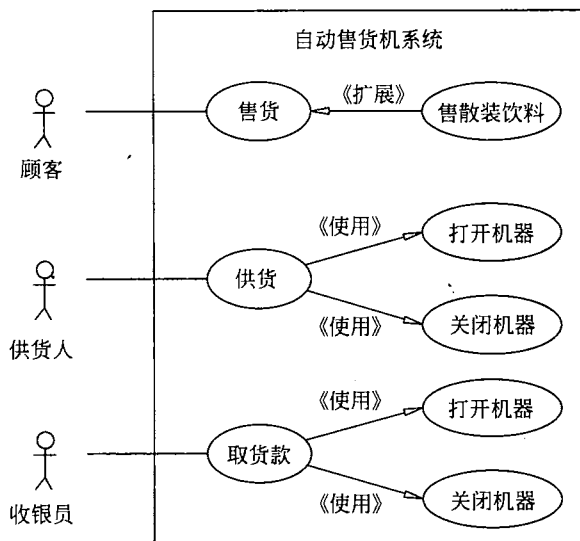 自动售货机系统
售货
《扩展》
售散装饮料
顾客
《使用》
打开机器
供货
《使用》
关闭机器
供货人
《使用》
打开机器
取货款
《使用》
关闭机器
收银员